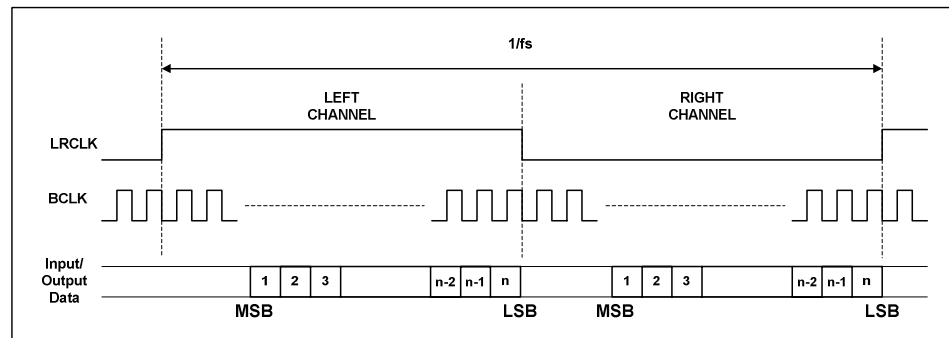 1/fs
LEFT
CHANNEL
RIGHT
CHANNEL
LRCLK
BCLK
Input/
Output
Data
1 2 3 n-2 n-1 n 1 2 3 n-2 n-1 n
MSB LSB MSB LSB